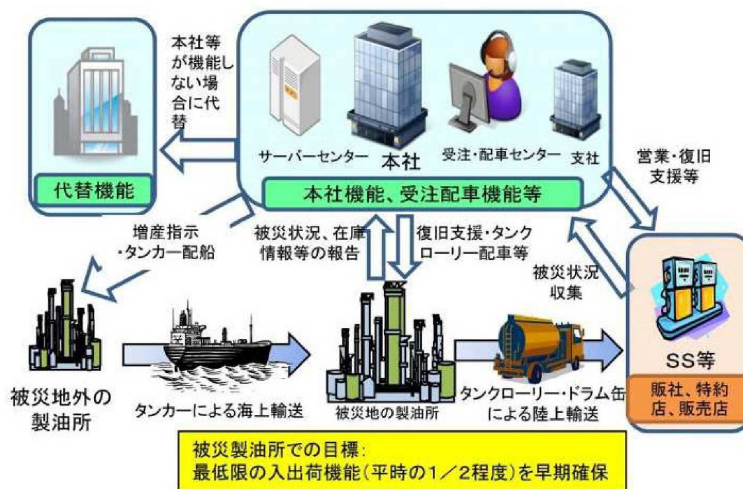 本社等
が機能し
ない場
合に代
替
サーバーセンター
本社
受注・配車センター
支社
代替機能
本社機能、受注配車機能等
営業・復旧
支援等
増産指示
・タンカー配船
被災状況、在庫
情報等の報告
復旧支援・タンク
ローリー配車等
被災状況
収集
SS等
被災地外の
製油所
タンカーによる海上輸送
被災地の製油所
タンクローリー・ドラム缶
による陸上輸送
販社、特約
店、販売店
被災製油所での目標:
最低限の入出荷機能(平時の1/2程度)を早期確保